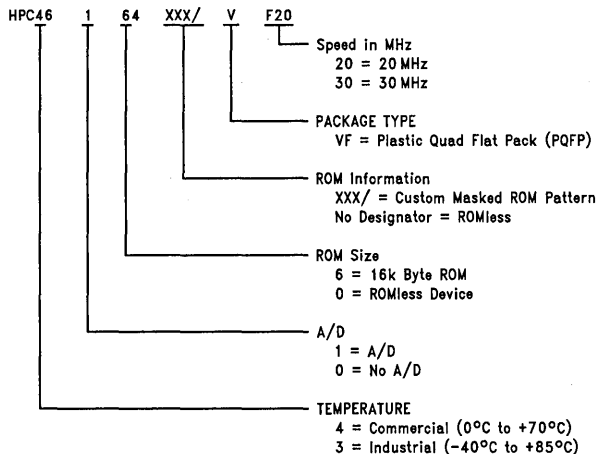 HPC46 1 64 XXX/ V F20
Speed in MHz
20 = 20 MHz
30 = 30 MHz
PACKAGE TYPE
VF = Plastic Quad Flat Pack (PQFP)
ROM Information
XXX/ = Custom Masked ROM Pattern
No Designator = ROMless
ROM Size
6 = 16k Byte ROM
0 = ROMless Device
A/D
1 = A/D
0 = No A/D
TEMPERATURE
4 = Commercial (0°C to +70°C)
3 = Industrial (-40°C to +85°C)